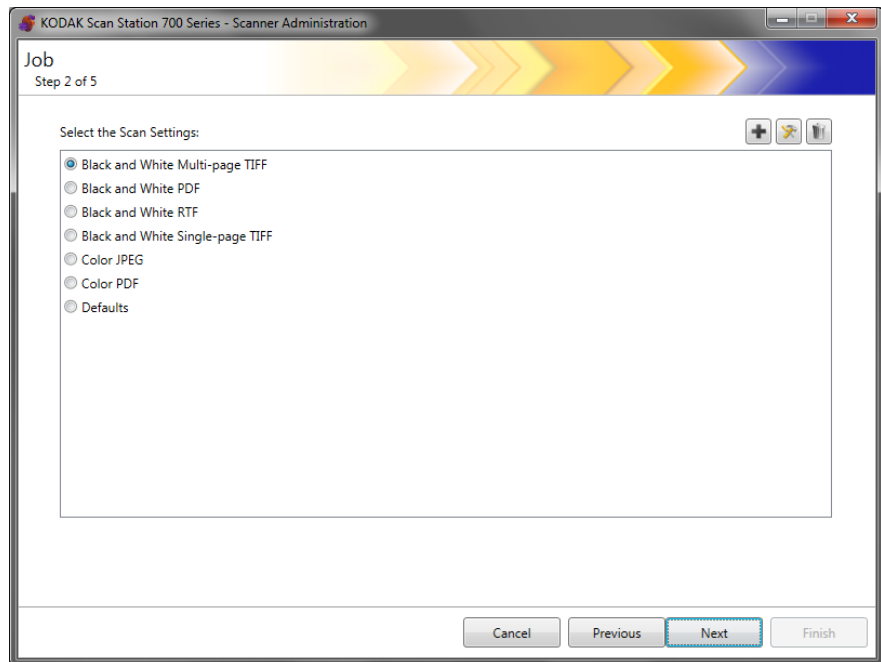 KODAK Scan Station 700 Series - Scanner Administration
Job
Step 2 of 5
Select the Scan Settings:
Black and White Multi-page TIFF
Black and White PDF
Black and White RTF
Black and White Single-page TIFF
Color JPEG
Color PDF
Defaults
Cancel Previous Next Finish